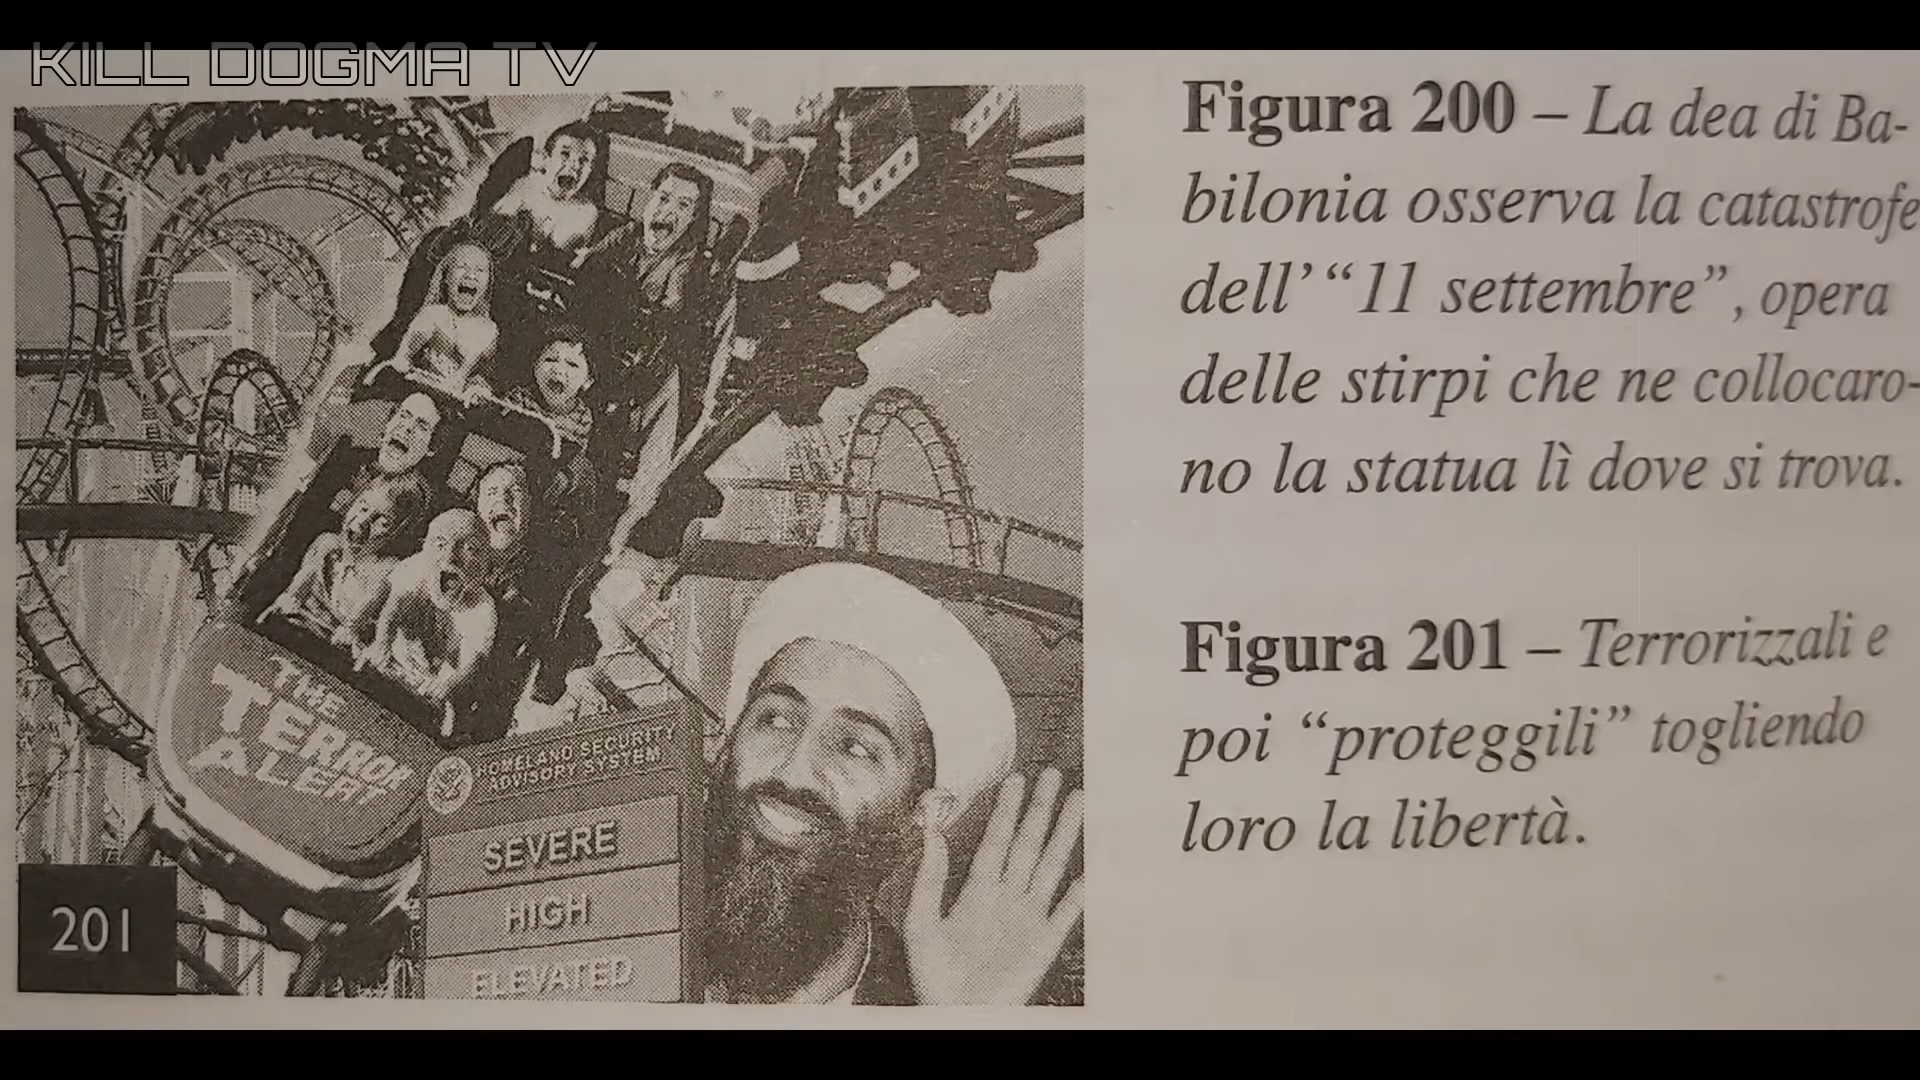 KILL DOGMA TV
Figura 200 – La dea di Ba-
bilonia osserva la catastrofe
dell’“11 settembre”, opera
delle stirpi che ne collocaro-
no la statua lì dove si trova.
Figura 201 – Terrorizzali e
poi “proteggili” togliendo
loro la libertà.
THE
TERROR
ALERT
HOMELAND SECURITY
ADVISORY SYSTEM
SEVERE
HIGH
ELEVATED
201